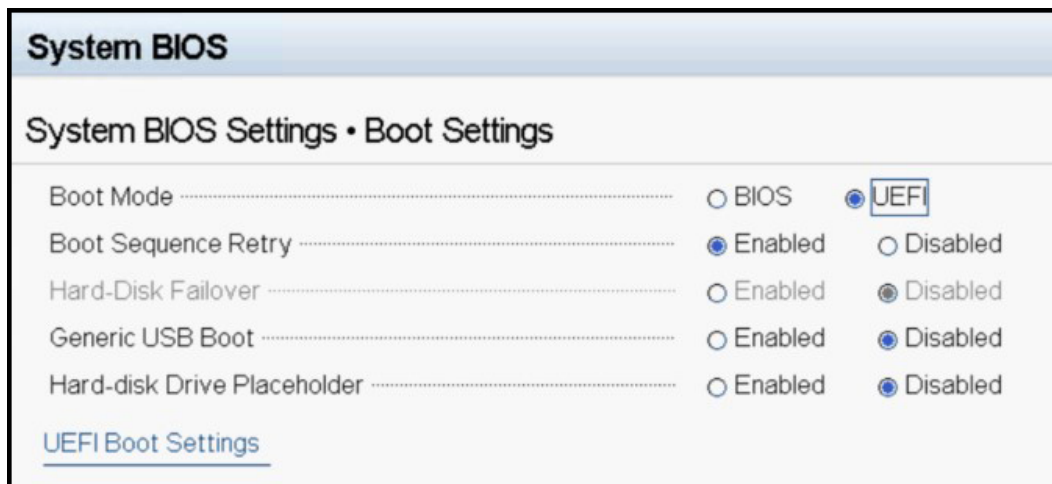 System BIOS
System BIOS Settings • Boot Settings
Boot Mode BIOS UEFI
Boot Sequence Retry Enabled Disabled
Hard-Disk Failover Enabled Disabled
Generic USB Boot Enabled Disabled
Hard-disk Drive Placeholder Enabled Disabled
UEFI Boot Settings